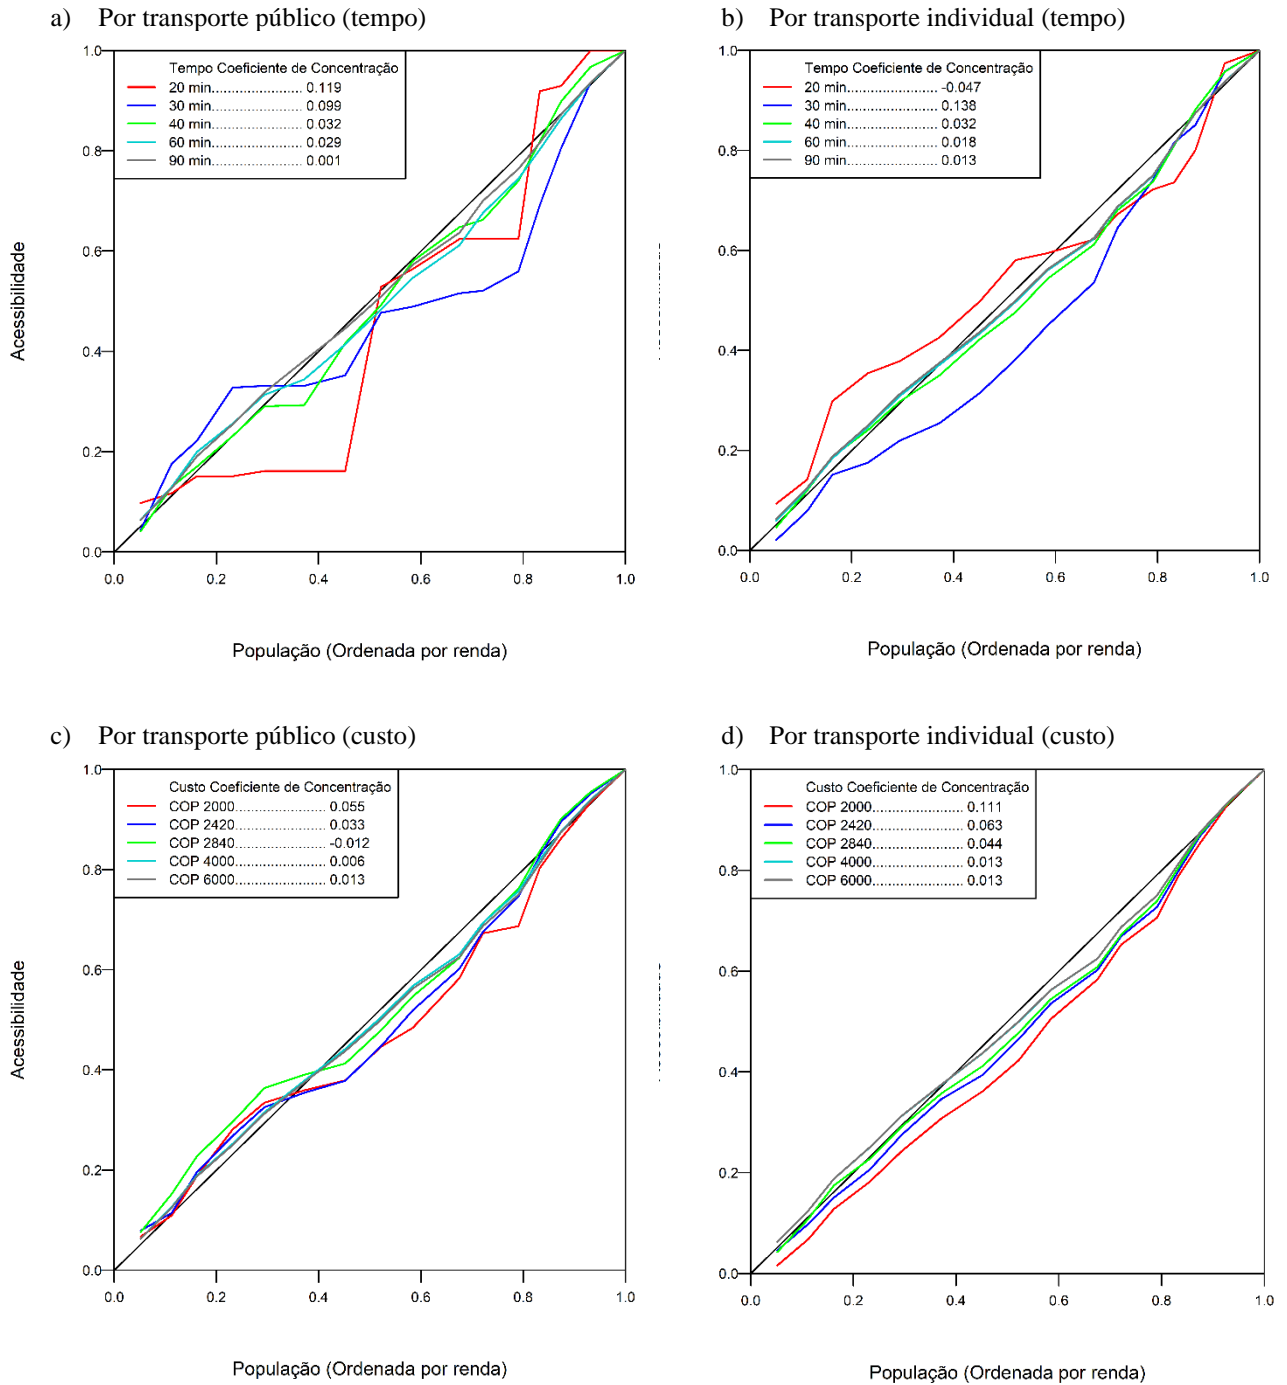 a) Por transporte público (tempo)
Tempo Coeficiente de Concentração
20 min............................ 0.119
30 min............................ 0.099
40 min............................ 0.032
60 min............................ 0.029
90 min............................ 0.001
1.0
0.8
0.6
0.4
0.2
0.0
0.0 0.2 0.4 0.6 0.8 1.0
Acessibilidade
População (Ordenada por renda)
b) Por transporte individual (tempo)
Tempo Coeficiente de Concentração
20 min............................ -0.047
30 min............................ 0.138
40 min............................ 0.032
60 min............................ 0.018
90 min............................ 0.013
1.0
0.8
0.6
0.4
0.2
0.0
0.0 0.2 0.4 0.6 0.8 1.0
População (Ordenada por renda)
c) Por transporte público (custo)
Custo Coeficiente de Concentração
COP 2000...................... 0.055
COP 2420...................... 0.033
COP 2840...................... -0.012
COP 4000...................... 0.006
COP 6000...................... 0.013
1.0
0.8
0.6
0.4
0.2
0.0
0.0 0.2 0.4 0.6 0.8 1.0
Acessibilidade
População (Ordenada por renda)
d) Por transporte individual (custo)
Custo Coeficiente de Concentração
COP 2000...................... 0.111
COP 2420...................... 0.063
COP 2840...................... 0.044
COP 4000...................... 0.013
COP 6000...................... 0.013
1.0
0.8
0.6
0.4
0.2
0.0
0.0 0.2 0.4 0.6 0.8 1.0
População (Ordenada por renda)